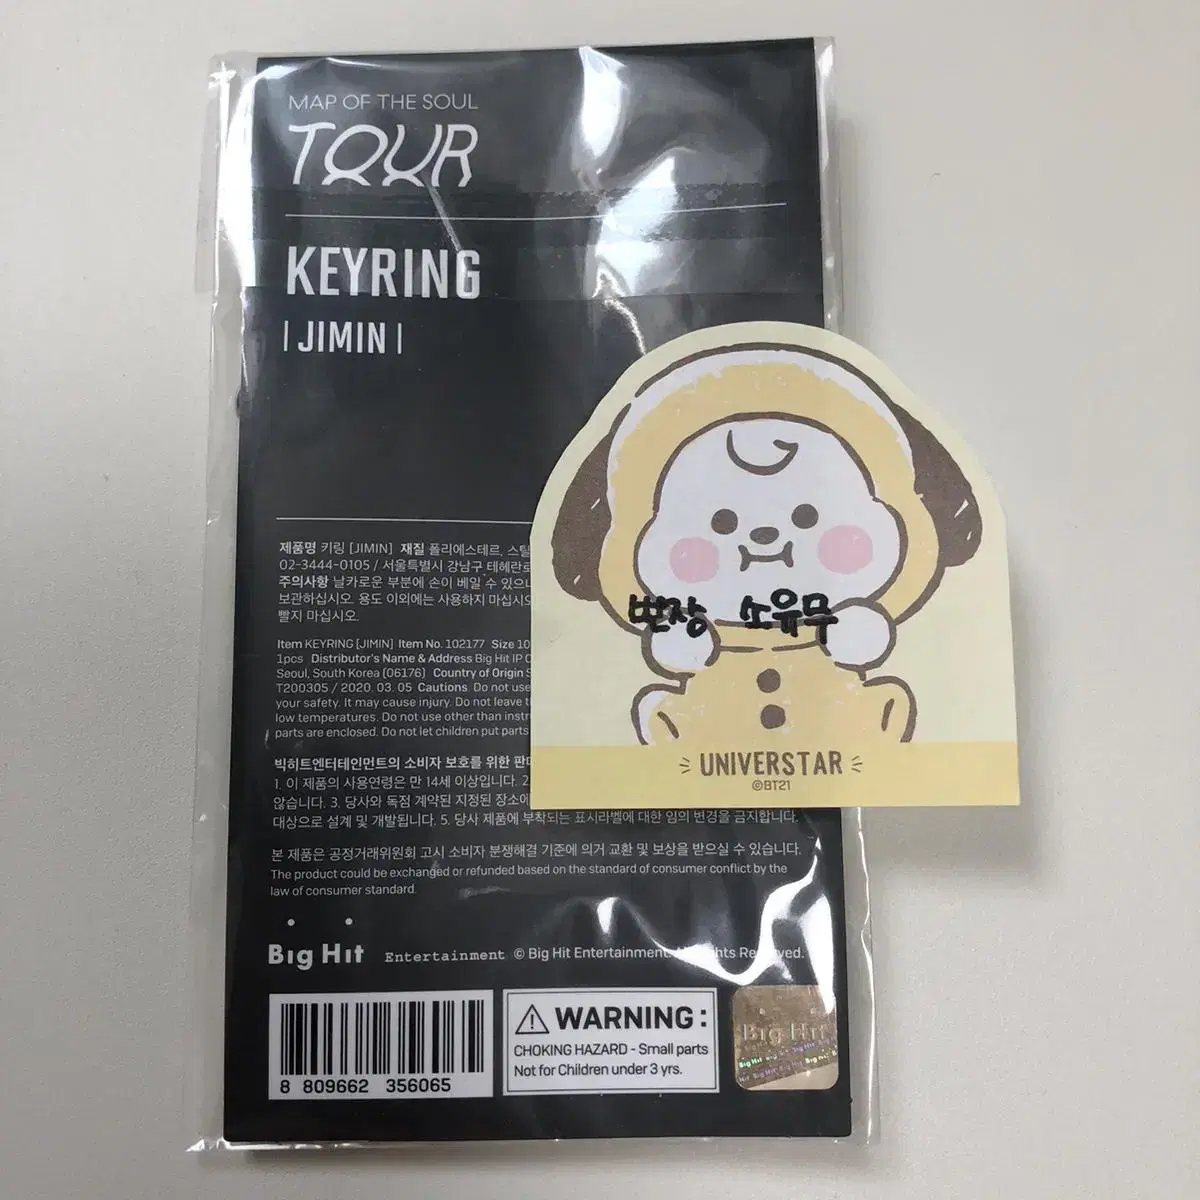 MAP OF THE SOUL
TOUR
KEYRING
| JIMIN |
제품명 키링 [JIMIN] 재질 폴리에스테르, 스틸
02-3444-0105 / 서울특별시 강남구 테헤란로
주의사항 날카로운 부분에 손이 베일 수 있으니
보관하십시오. 용도 이외에는 사용하지 마십시오
빨지 마십시오.
Item KEYRING [JIMIN] Item No. 102177 Size 10
1pcs Distributor's Name & Address Big Hit IP
Seoul, South Korea (06176) Country of Origin
T200305 / 2020. 03. 05 Cautions Do not use
your safety. It may cause injury. Do not leave
low temperatures. Do not use other than
parts are enclosed. Do not let children put parts
빅히트엔터테인먼트의 소비자 보호를 위한
1. 이 제품의 사용연령은 만 14세 이상입니다. 2
않습니다. 3. 당사와 독점 계약된 지정된 장소에
대상으로 설계 및 개발됩니다. 5. 당사 제품에 부착되는 표시라벨에 대한 임의 변경을 금지합니다.
본 제품은 공정거래위원회 고시 소비자 분쟁해결 기준에 의거 교환 및 보상을 받으실 수 있습니다.
The product could be exchanged or refunded based on the standard of consumer conflict by the
law of consumer standard.
Big Hit Entertainment © Big Hit Entertainment. All Rights Reserved.
8 809662 356065
WARNING :
CHOKING HAZARD - Small parts
Not for Children under 3 yrs.
Big Hit
번장 소유무
UNIVERSTAR
©BT21